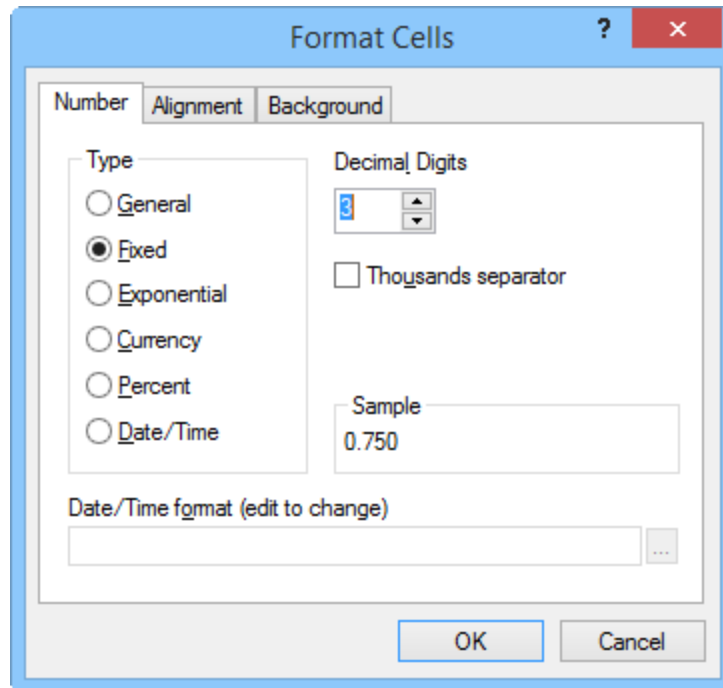 Format Cells
?
Number Alignment Background
Type
General
Fixed
Exponential
Currency
Percent
Date/Time
Decimal Digits
3
Thousands separator
Sample
0.750
Date/Time format (edit to change)
...
OK Cancel